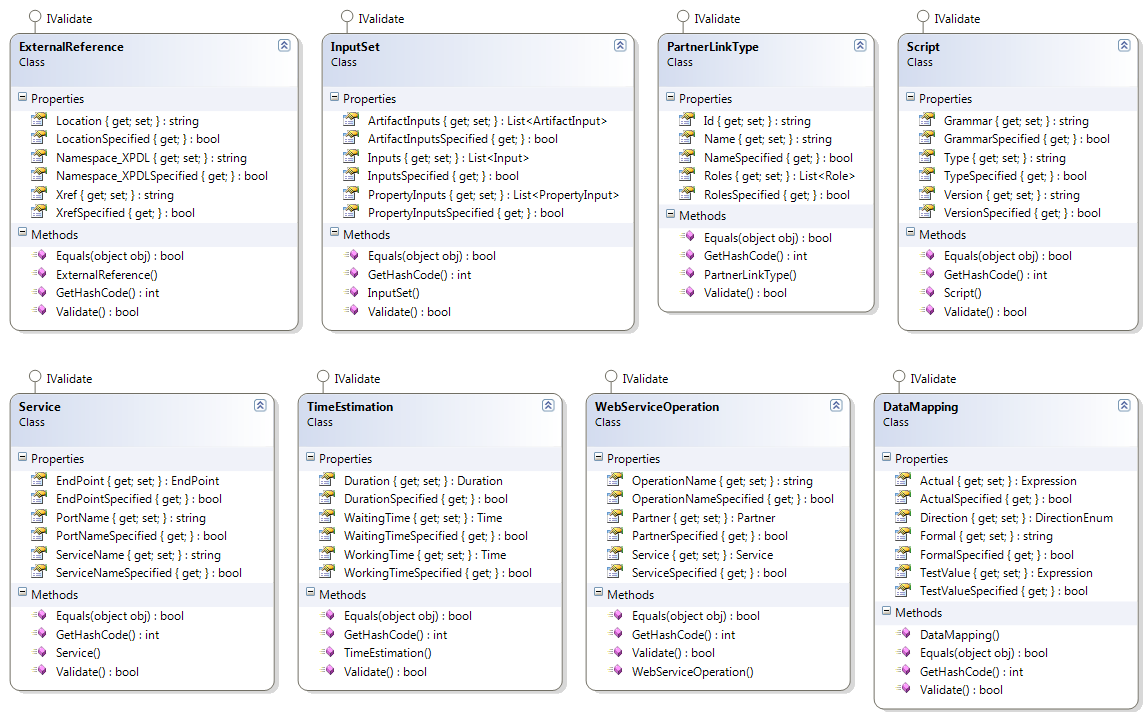 IValidate
ExternalReference
Class
Properties
Location { get; set; } : string
LocationSpecified { get; } : bool
Namespace_XPDL { get; set; } : string
Namespace_XPDLSpecified { get; } : bool
Xref { get; set; } : string
XrefSpecified { get; } : bool
Methods
Equals(object obj) : bool
ExternalReference()
GetHashCode() : int
Validate() : bool
IValidate
InputSet
Class
Properties
ArtifactInputs { get; set; } : List<ArtifactInput>
ArtifactInputsSpecified { get; } : bool
Inputs { get; set; } : List<Input>
InputsSpecified { get; } : bool
PropertyInputs { get; set; } : List<PropertyInput>
PropertyInputsSpecified { get; } : bool
Methods
Equals(object obj) : bool
GetHashCode() : int
InputSet()
Validate() : bool
IValidate
PartnerLinkType
Class
Properties
Id { get; set; } : string
Name { get; set; } : string
NameSpecified { get; } : bool
Roles { get; set; } : List<Role>
RolesSpecified { get; } : bool
Methods
Equals(object obj) : bool
GetHashCode() : int
PartnerLinkType()
Validate() : bool
IValidate
Script
Class
Properties
Grammar { get; set; } : string
GrammarSpecified { get; } : bool
Type { get; set; } : string
TypeSpecified { get; } : bool
Version { get; set; } : string
VersionSpecified { get; } : bool
Methods
Equals(object obj) : bool
GetHashCode() : int
Script()
Validate() : bool
IValidate
Service
Class
Properties
EndPoint { get; set; } : EndPoint
EndPointSpecified { get; } : bool
PortName { get; set; } : string
PortNameSpecified { get; } : bool
ServiceName { get; set; } : string
ServiceNameSpecified { get; } : bool
Methods
Equals(object obj) : bool
GetHashCode() : int
Service()
Validate() : bool
IValidate
TimeEstimation
Class
Properties
Duration { get; set; } : Duration
DurationSpecified { get; } : bool
WaitingTime { get; set; } : Time
WaitingTimeSpecified { get; } : bool
WorkingTime { get; set; } : Time
WorkingTimeSpecified { get; } : bool
Methods
Equals(object obj) : bool
GetHashCode() : int
TimeEstimation()
Validate() : bool
IValidate
WebServiceOperation
Class
Properties
OperationName { get; set; } : string
OperationNameSpecified { get; } : bool
Partner { get; set; } : Partner
PartnerSpecified { get; } : bool
Service { get; set; } : Service
ServiceSpecified { get; } : bool
Methods
Equals(object obj) : bool
GetHashCode() : int
Validate() : bool
WebServiceOperation()
IValidate
DataMapping
Class
Properties
Actual { get; set; } : Expression
ActualSpecified { get; } : bool
Direction { get; set; } : DirectionEnum
Formal { get; set; } : string
FormalSpecified { get; } : bool
TestValue { get; set; } : Expression
TestValueSpecified { get; } : bool
Methods
DataMapping()
Equals(object obj) : bool
GetHashCode() : int
Validate() : bool